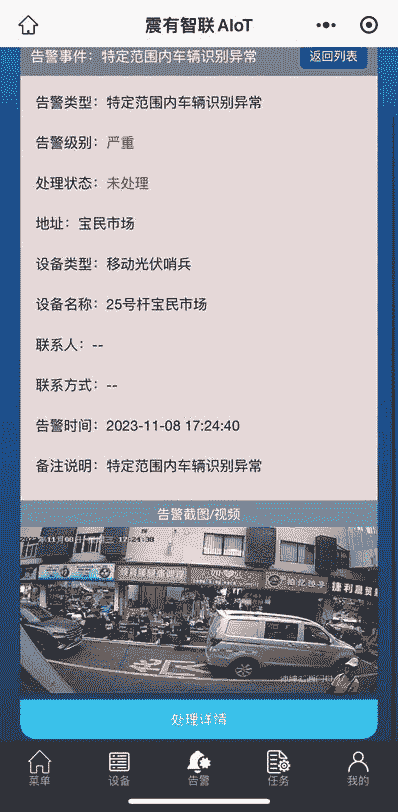 震有智联 AIoT
告警事件：特定范围内车辆识别异常
返回列表
告警类型：特定范围内车辆识别异常
告警级别：严重
处理状态：未处理
地址：宝民市场
设备类型：移动光伏哨兵
设备名称：25号杆宝民市场
联系人：--
联系方式：--
告警时间：2023-11-08 17:24:40
备注说明：特定范围内车辆识别异常
告警截图/视频
17:24:38
处理详情
菜单
设备
告警
任务
我的